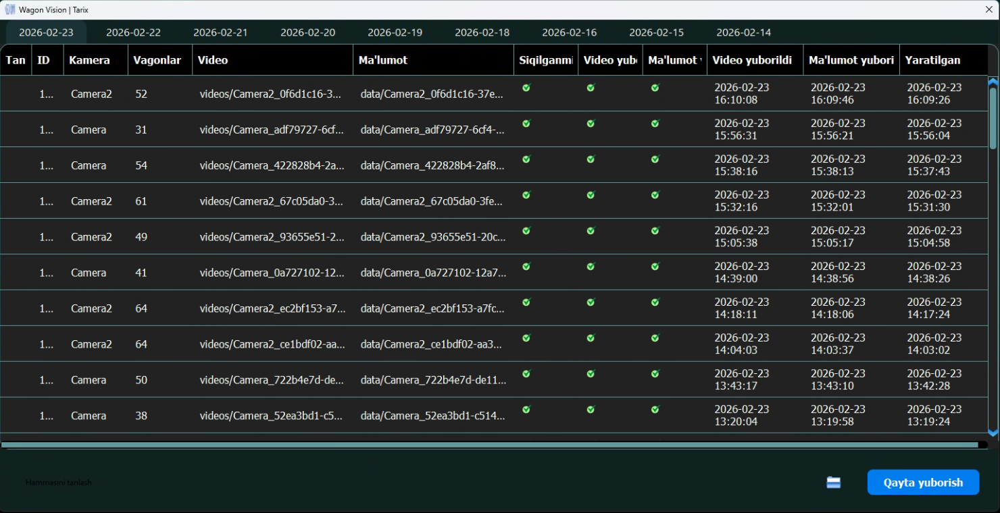 Wagon Vision | Tarix
2026-02-23 2026-02-22 2026-02-21 2026-02-20 2026-02-19 2026-02-18 2026-02-16 2026-02-15 2026-02-14
Tan ID Kamera Vagonlar Video Ma'lumot Siqilganmi Video yub Ma'lumot Video yuborildi Ma'lumot yubori Yaratilgan
1... Camera2 52 videos/Camera2_0f6d1c16-3... data/Camera2_0f6d1c16-37e... 2026-02-23 2026-02-23 2026-02-23
16:10:08 16:09:46 16:09:26
1... Camera 31 videos/Camera_adf79727-6cf... data/Camera_adf79727-6cf4-... 2026-02-23 2026-02-23 2026-02-23
15:56:31 15:56:21 15:56:04
1... Camera 54 videos/Camera_422828b4-2a... data/Camera_422828b4-2af8... 2026-02-23 2026-02-23 2026-02-23
15:38:16 15:38:13 15:37:43
1... Camera2 61 videos/Camera2_67c05da0-3... data/Camera2_67c05da0-3fe... 2026-02-23 2026-02-23 2026-02-23
15:32:16 15:32:01 15:31:30
1... Camera2 49 videos/Camera2_93655e51-2... data/Camera2_93655e51-20c... 2026-02-23 2026-02-23 2026-02-23
15:05:38 15:05:17 15:04:58
1... Camera 41 videos/Camera_0a727102-12... data/Camera_0a727102-12a7... 2026-02-23 2026-02-23 2026-02-23
14:39:00 14:38:56 14:38:26
1... Camera2 64 videos/Camera2_ec2bf153-a7... data/Camera2_ec2bf153-a7fc... 2026-02-23 2026-02-23 2026-02-23
14:18:11 14:18:06 14:17:24
1... Camera2 64 videos/Camera2_ce1bdf02-aa... data/Camera2_ce1bdf02-aa3... 2026-02-23 2026-02-23 2026-02-23
14:04:03 14:03:37 14:03:02
1... Camera 50 videos/Camera_722b4e7d-de... data/Camera_722b4e7d-de11... 2026-02-23 2026-02-23 2026-02-23
13:43:17 13:43:10 13:42:28
1... Camera 38 videos/Camera_52ea3bd1-c5... data/Camera_52ea3bd1-c514... 2026-02-23 2026-02-23 2026-02-23
13:20:04 13:19:58 13:19:24
Hammasini tanlash
Qayta yuborish